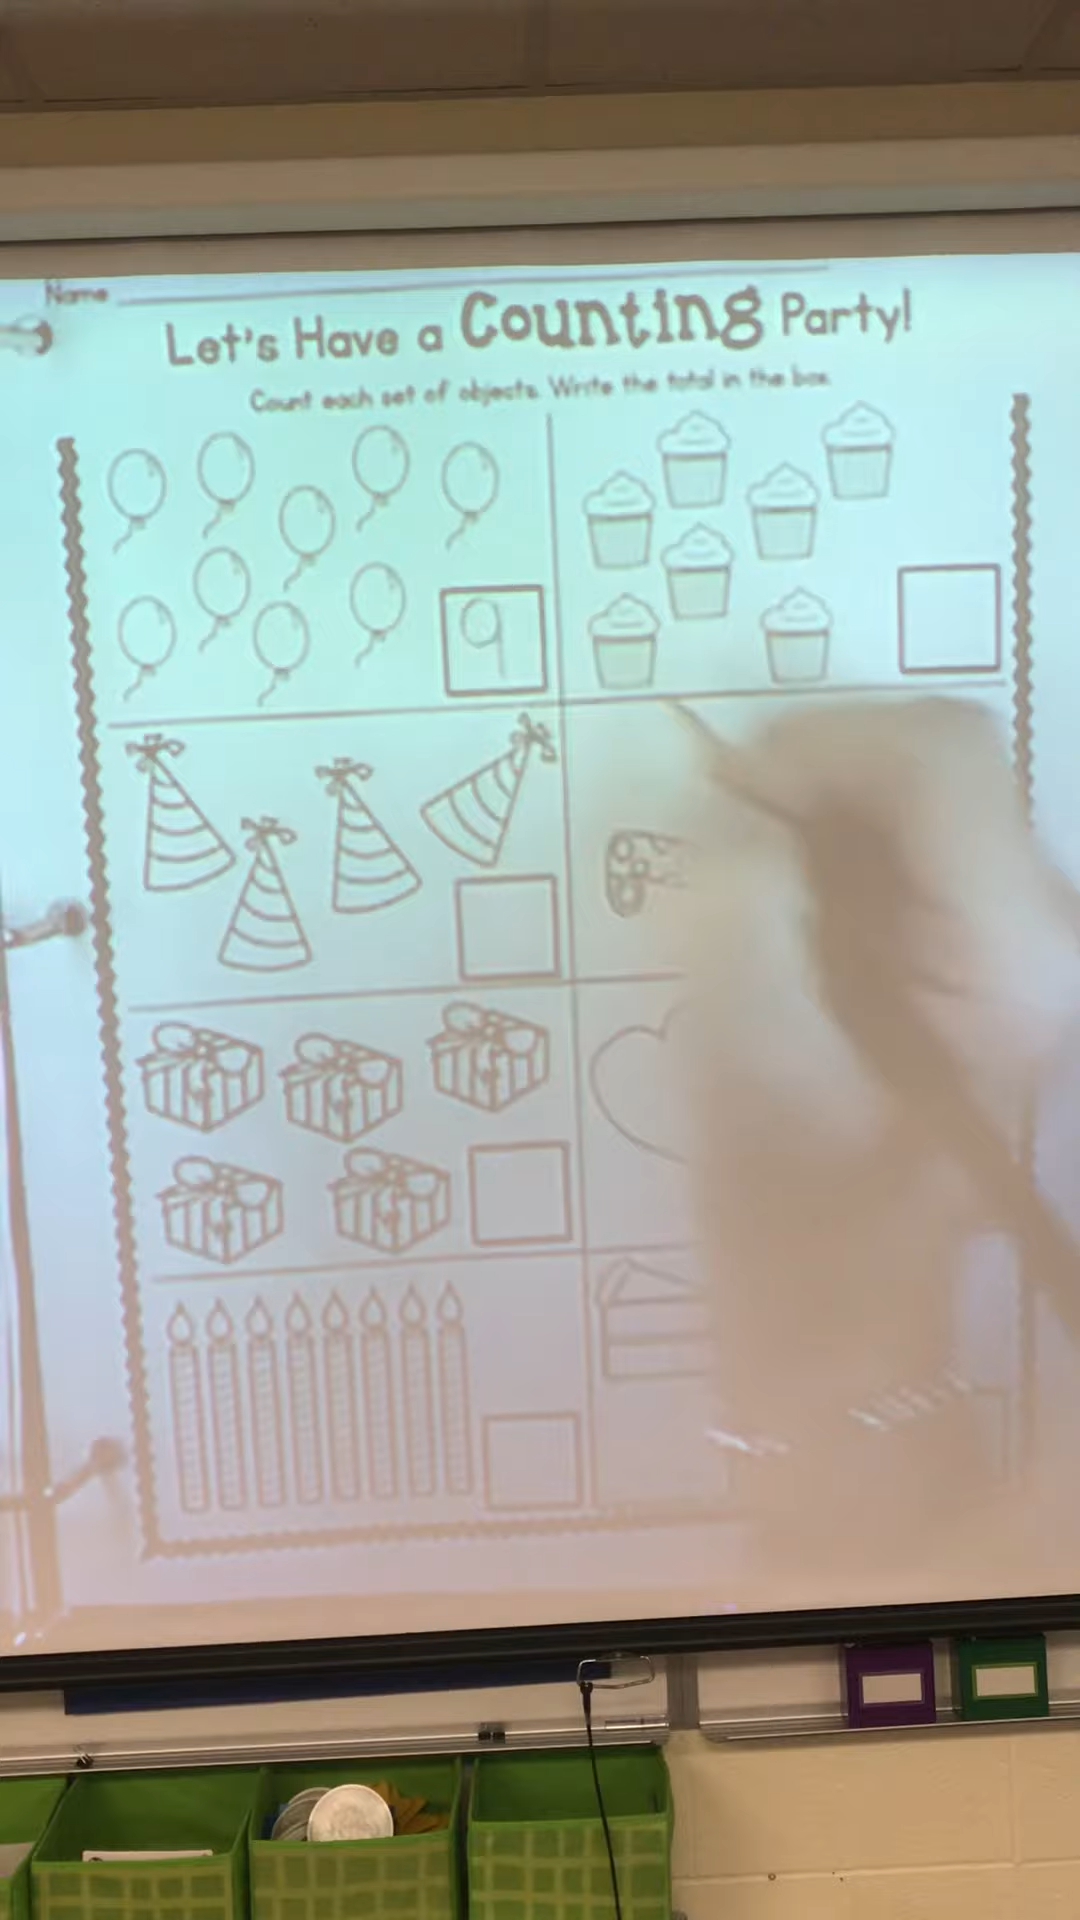 Name
Let's Have a Counting Party!
Count each set of objects. Write the total in the box.
9